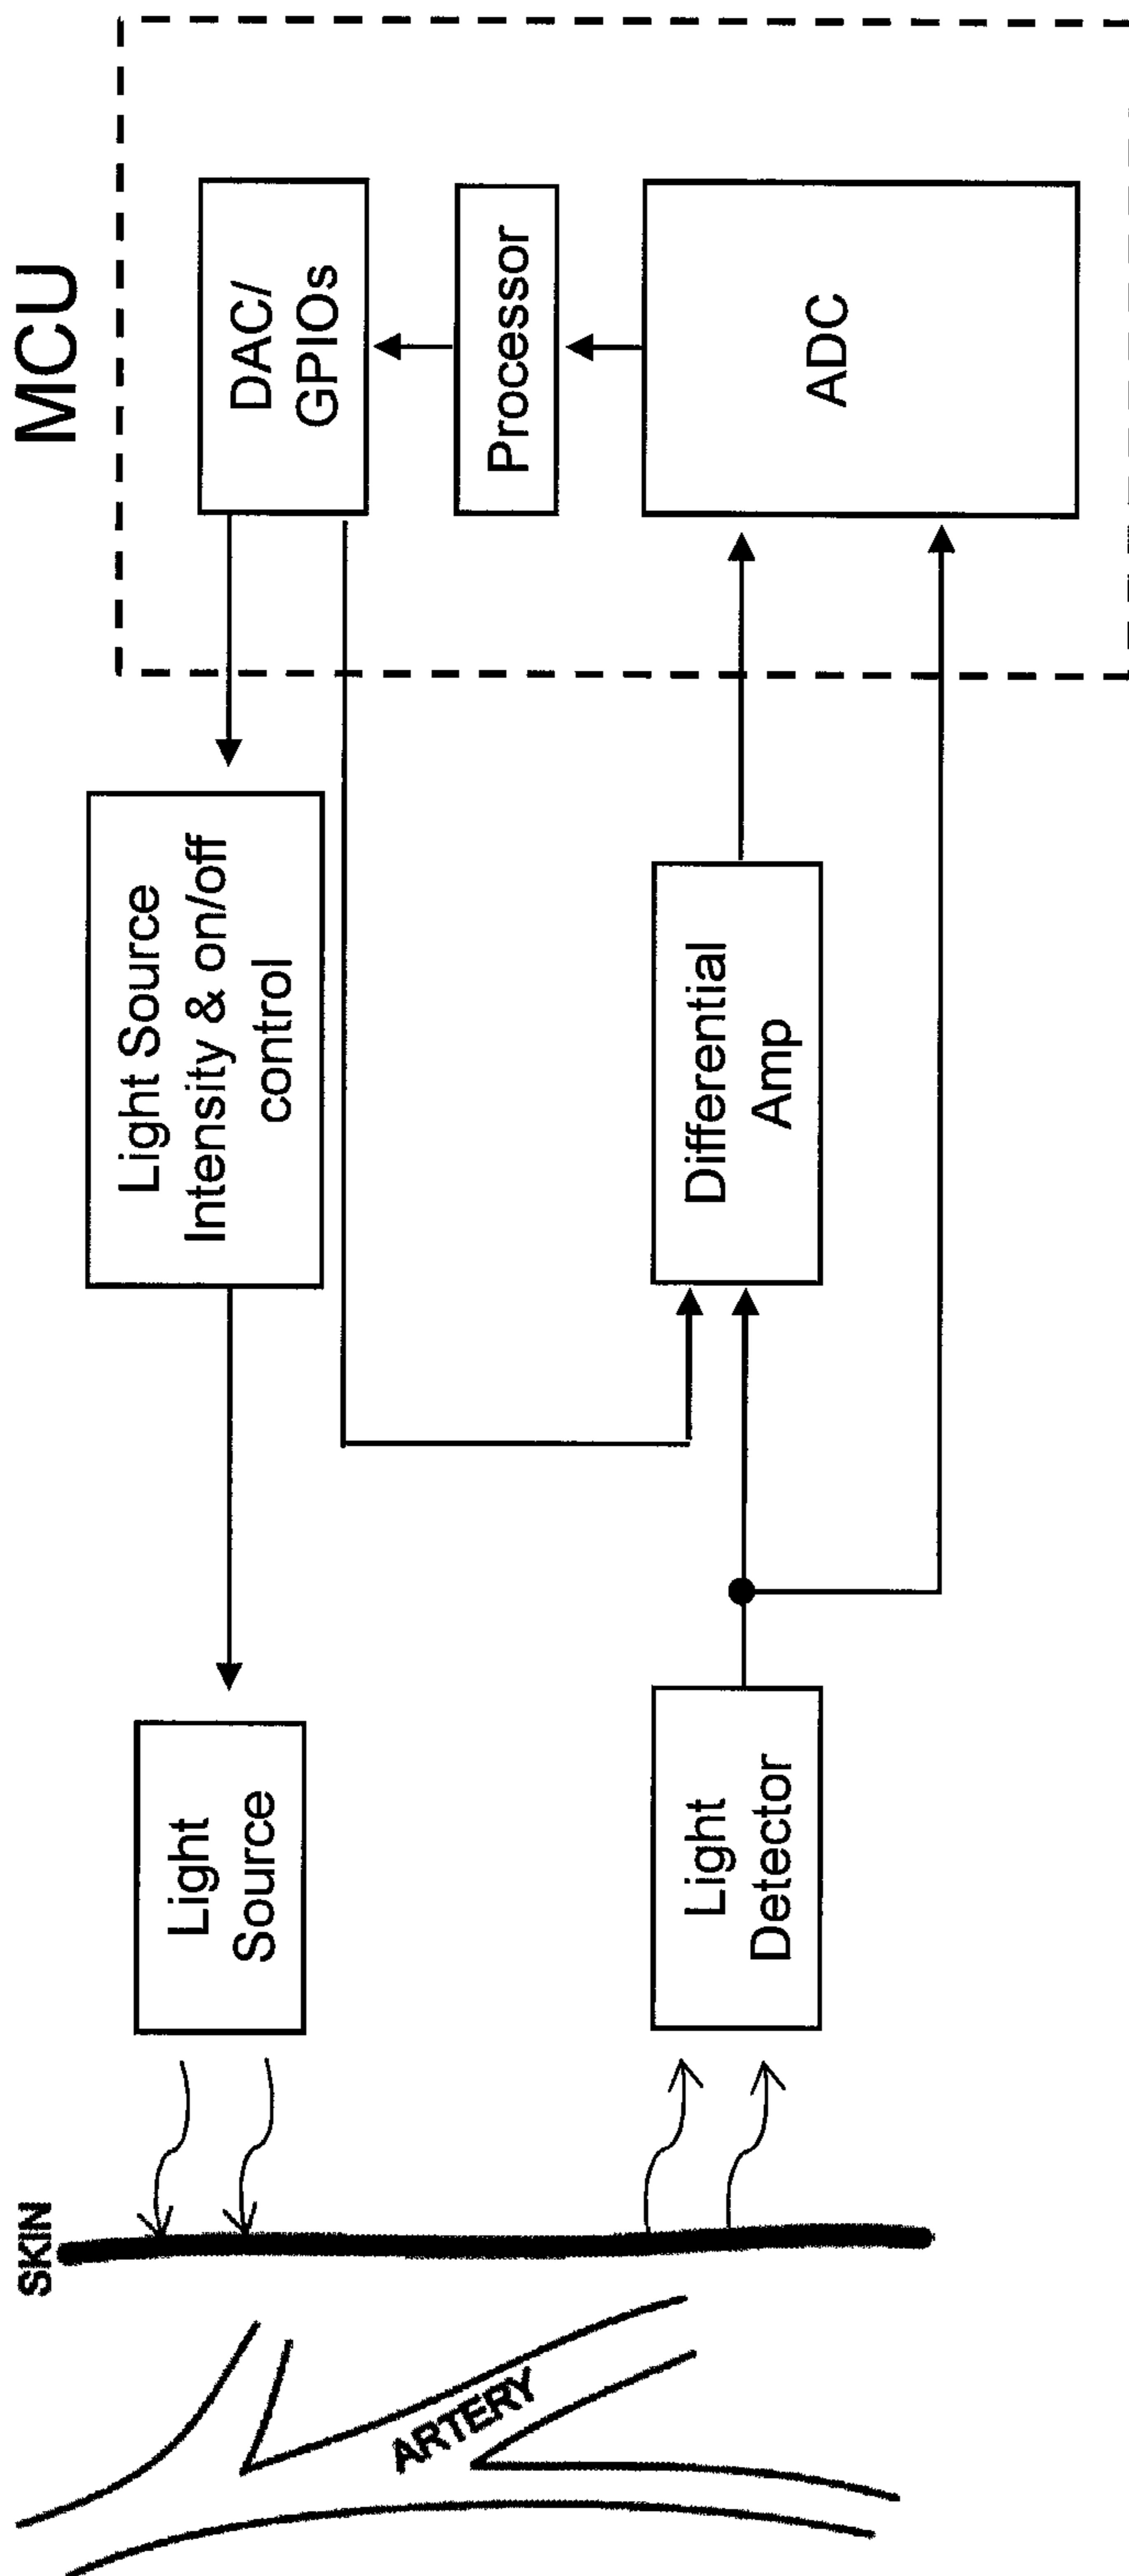 MCU
SKIN
ARTERY
Light
Source
Light Source
Intensity & on/off
control
DAC/
GPIOs
Processor
Light
Detector
Differential
Amp
ADC